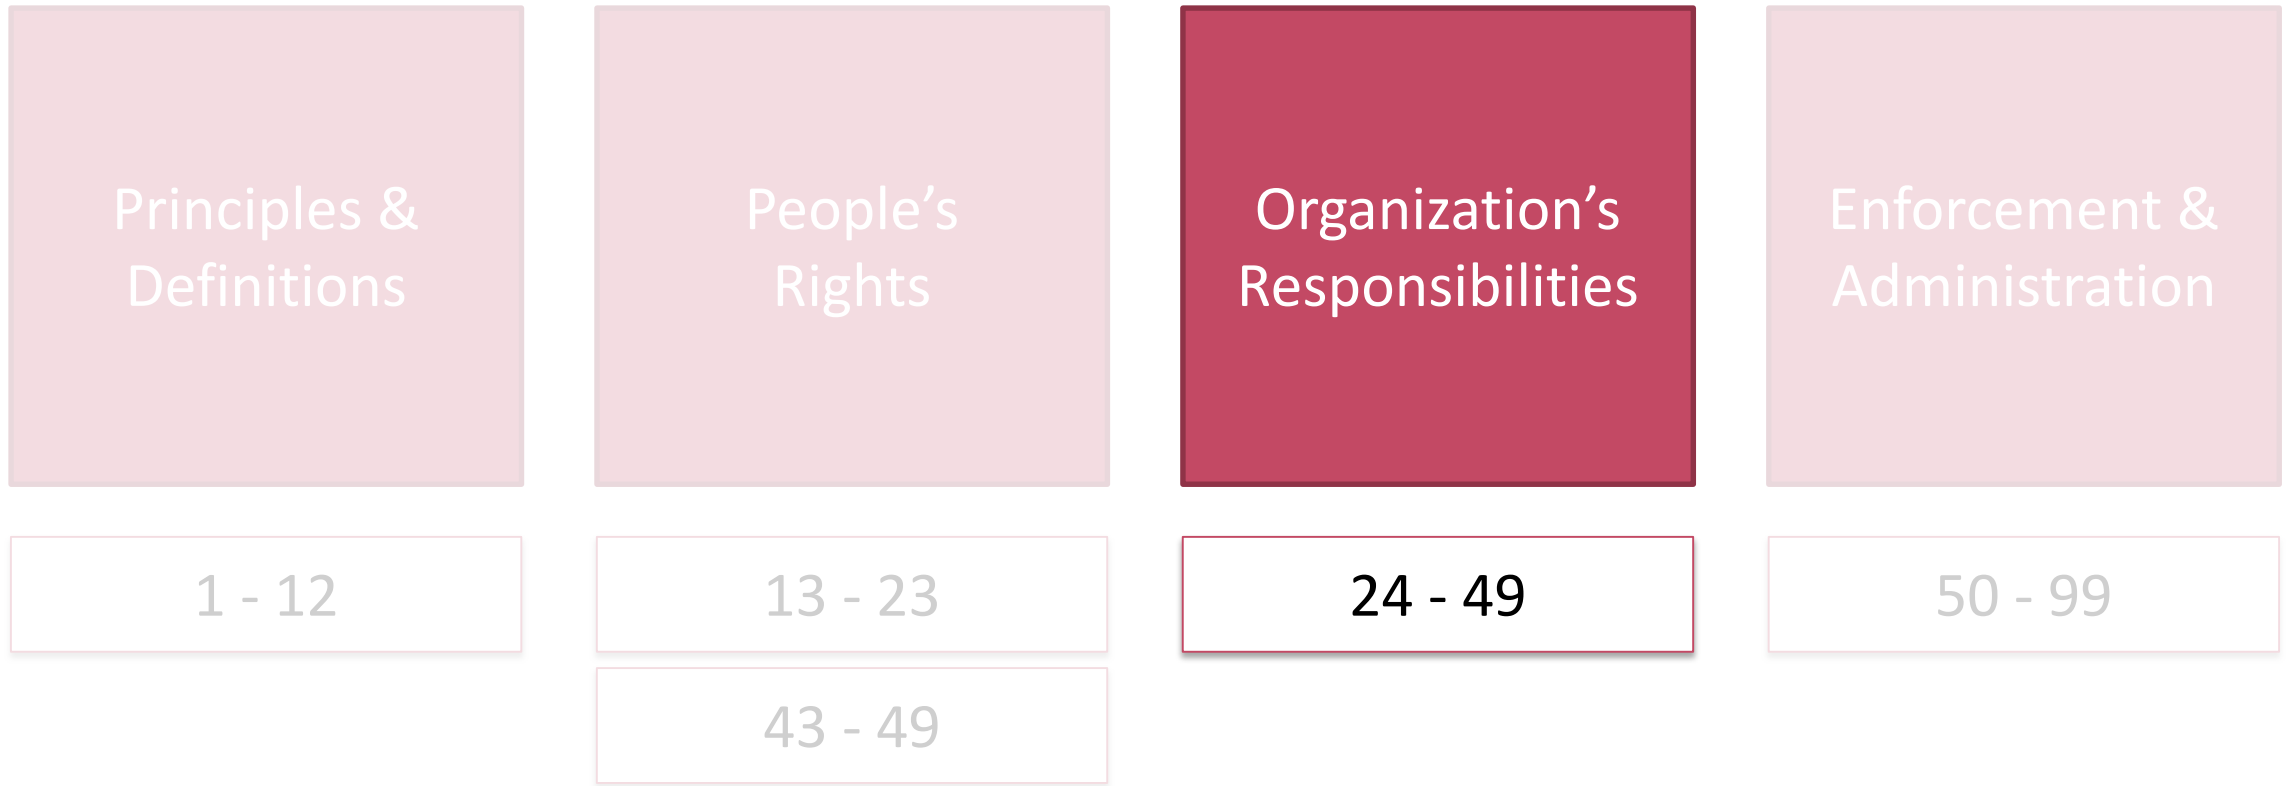 Principles &
Definitions
1 - 12
People’s
Rights
13 - 23
43 - 49
Organization’s
Responsibilities
24 - 49
Enforcement &
Administration
50 - 99